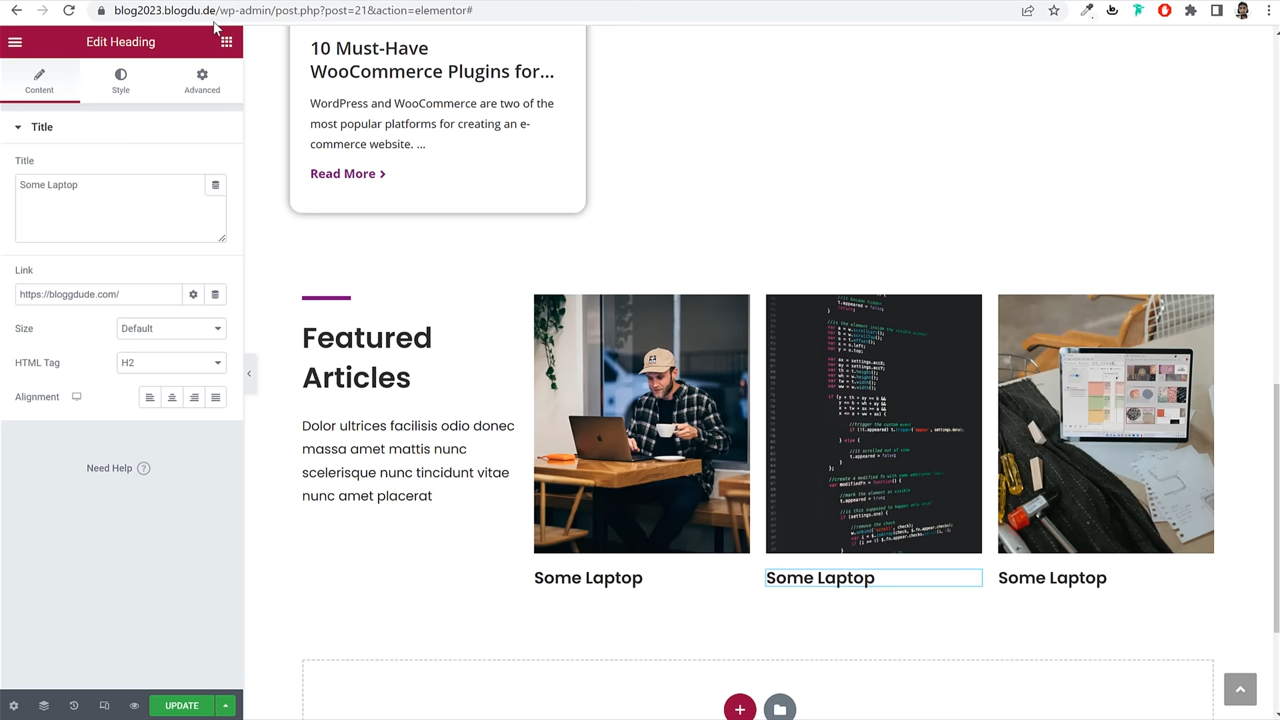 blog2023.blogdu.de/wp-admin/post.php?post=21&action=elementor#
Edit Heading
Content
Style
Advanced
Title
Title
Some Laptop
Link
https://bloggdude.com/
Size
Default
HTML Tag
H2
Alignment
Need Help ?
UPDATE
10 Must-Have
WooCommerce Plugins for...
WordPress and WooCommerce are two of the
most popular platforms for creating an e-
commerce website. ...
Read More
Featured
Articles
Dolor ultrices facilisis odio donec
massa amet mattis nunc
scelerisque nunc tincidunt vitae
nunc amet placerat
Some Laptop
Some Laptop
Some Laptop